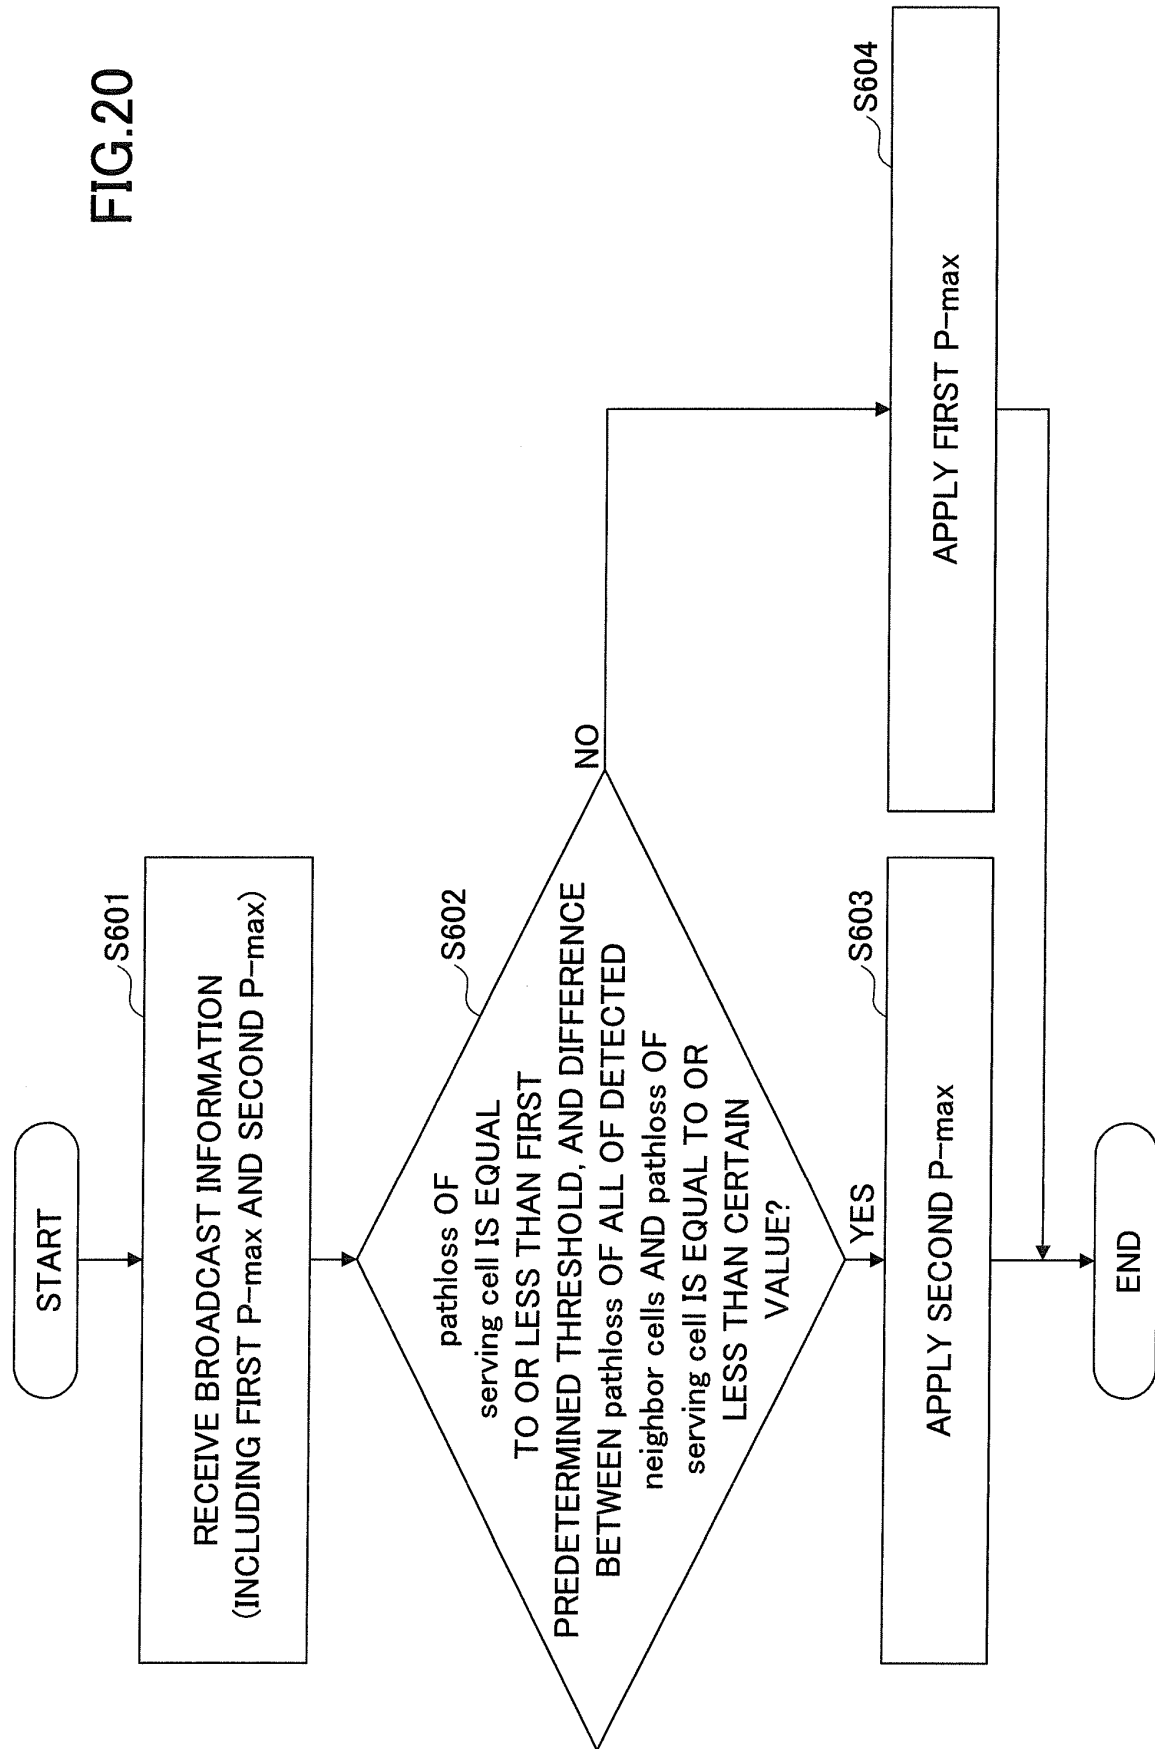 FIG.20
START
S601
RECEIVE BROADCAST INFORMATION
(INCLUDING FIRST P-max AND SECOND P-max)
S602
pathloss OF
serving cell IS EQUAL
TO OR LESS THAN FIRST
PREDETERMINED THRESHOLD, AND DIFFERENCE
BETWEEN pathloss OF ALL OF DETECTED
neighbor cells AND pathloss OF
serving cell IS EQUAL TO OR
LESS THAN CERTAIN
VALUE?
NO
YES
S603
APPLY SECOND P-max
S604
APPLY FIRST P-max
END